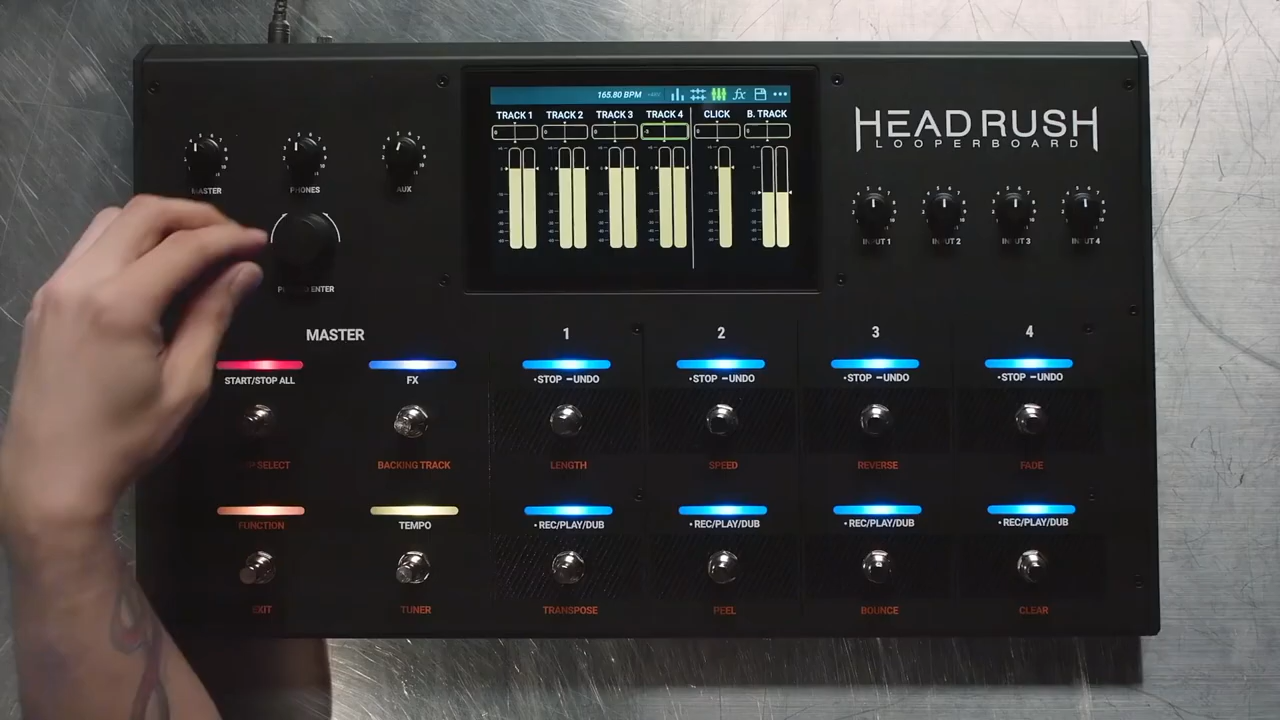 165.80 BPM
TRACK 1 TRACK 2 TRACK 3 TRACK 4 CLICK B. TRACK
HEADRUSH
LOOPERBOARD
MASTER PHONES AUX
INPUT 1 INPUT 2 INPUT 3 INPUT 4
ENTER
MASTER 1 2 3 4
START/STOP ALL FX •STOP –UNDO •STOP –UNDO •STOP –UNDO •STOP –UNDO
SELECT BACKING TRACK LENGTH SPEED REVERSE FADE
FUNCTION TEMPO •REC/PLAY/DUB •REC/PLAY/DUB •REC/PLAY/DUB •REC/PLAY/DUB
EXIT TUNER TRANSPOSE PEEL BOUNCE CLEAR